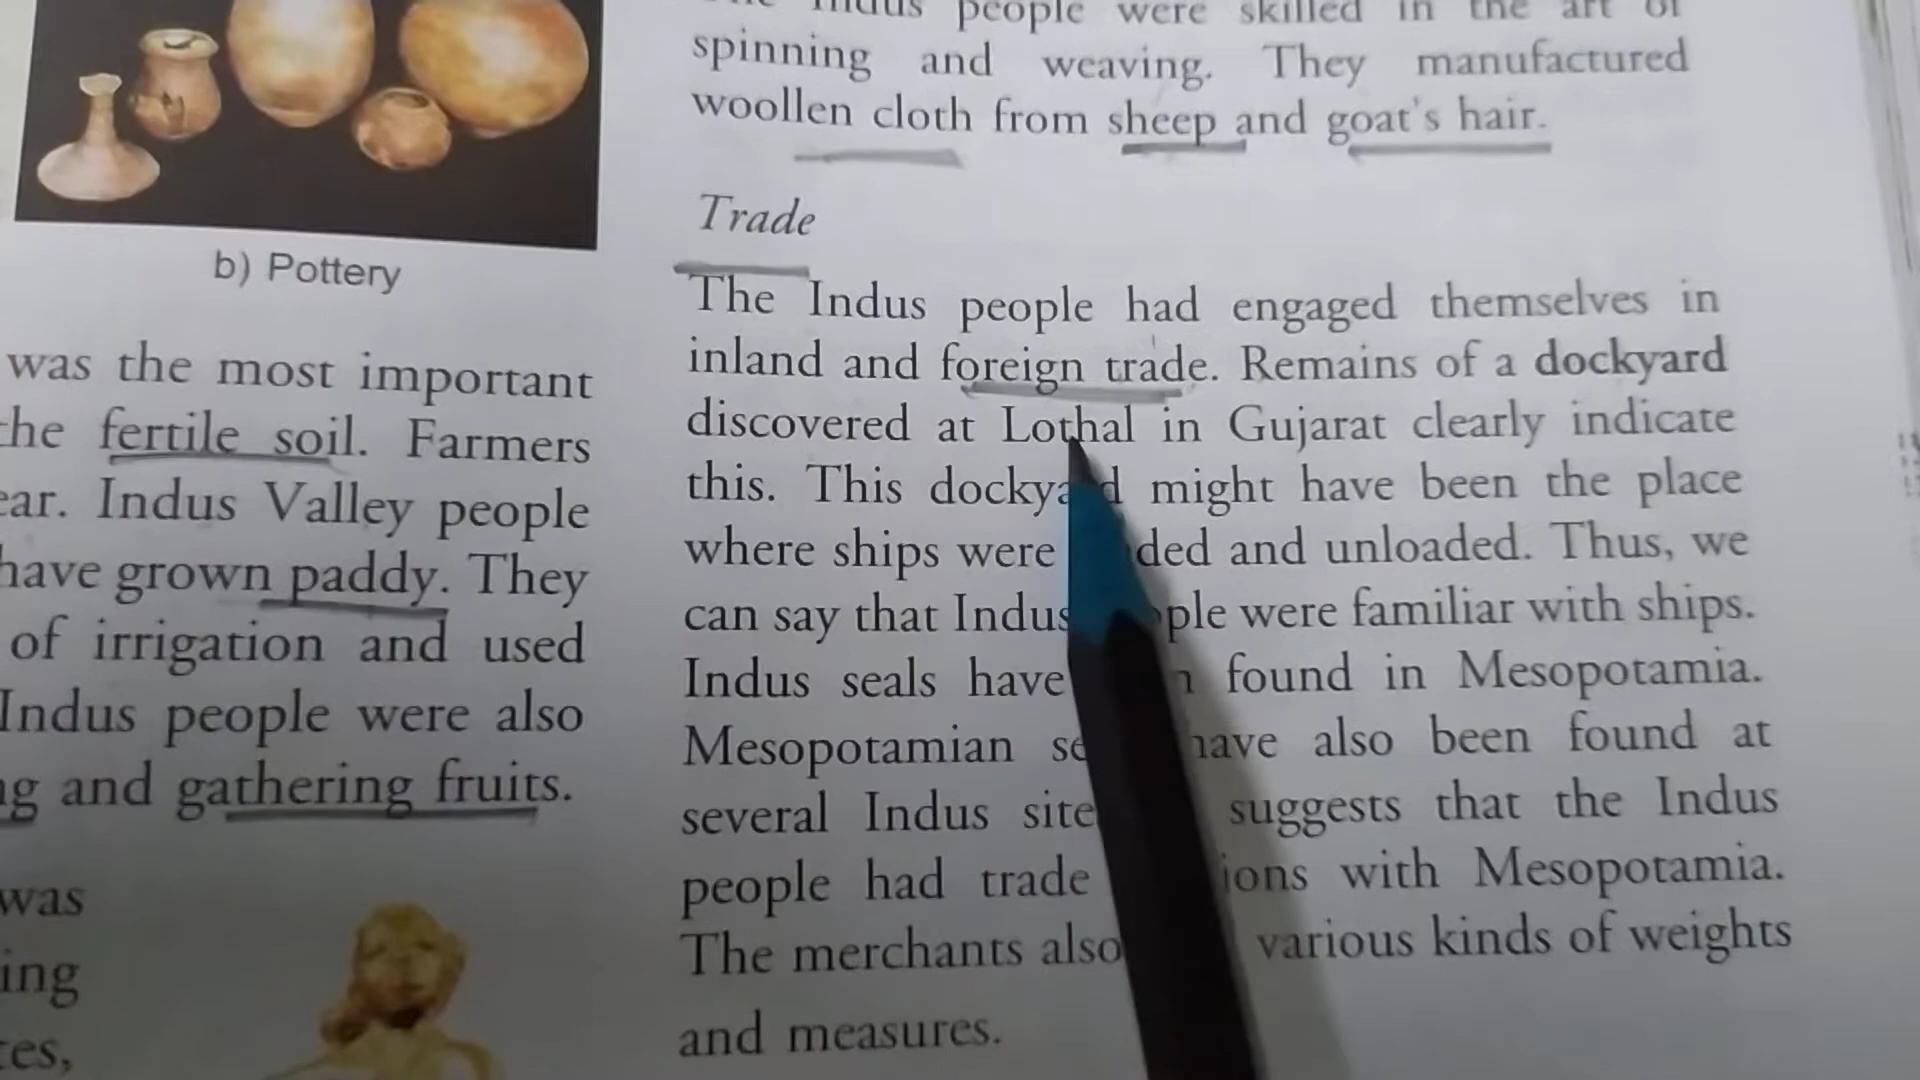 b) Pottery
was the most important
the fertile soil. Farmers
ear. Indus Valley people
have grown paddy. They
of irrigation and used
Indus people were also
and gathering fruits.
was
ing
Indus people were skilled in the art of
spinning and weaving. They manufactured
woollen cloth from sheep and goat's hair.
Trade
The Indus people had engaged themselves in
inland and foreign trade. Remains of a dockyard
discovered at Lothal in Gujarat clearly indicate
this. This dockyard might have been the place
where ships were ded and unloaded. Thus, we
can say that Indus ple were familiar with ships.
Indus seals have n found in Mesopotamia.
Mesopotamian se have also been found at
several Indus site suggests that the Indus
people had trade ions with Mesopotamia.
The merchants also various kinds of weights
and measures.